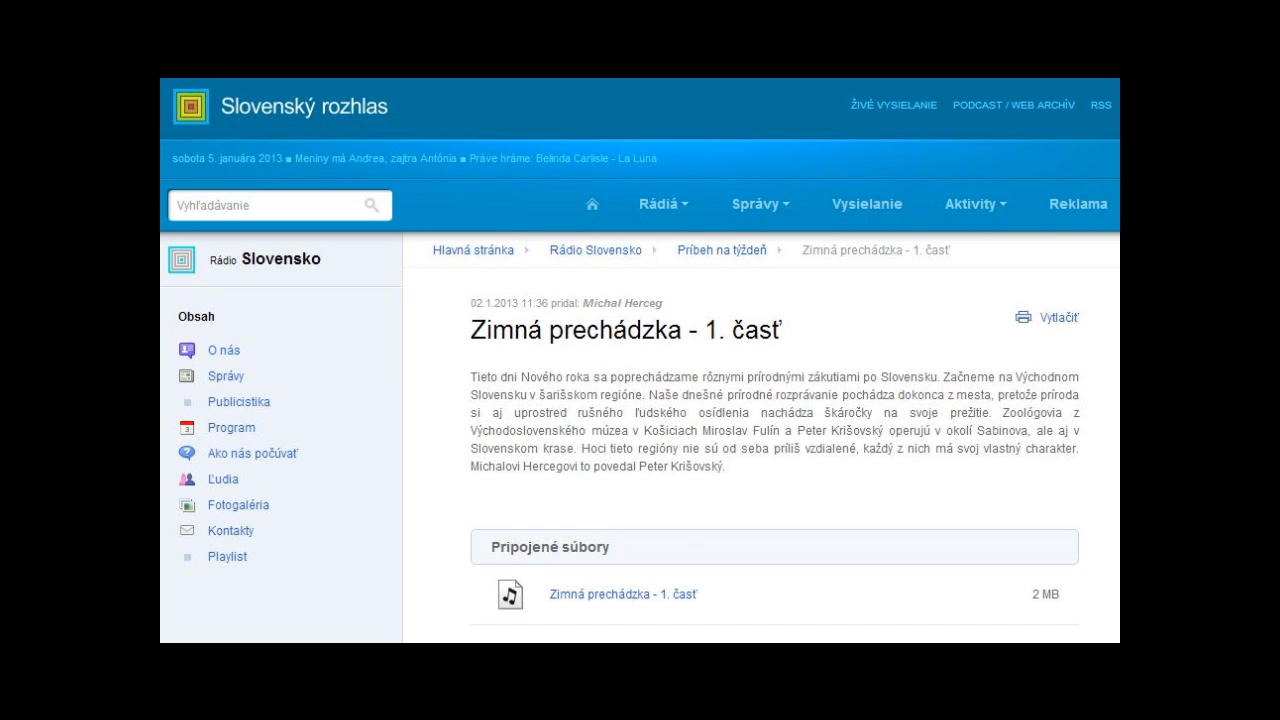 Slovenský rozhlas
ŽIVÉ VYSIELANIE PODCAST / WEB ARCHÍV RSS
sobota 5. januára 2013 ■ Meniny má Andrea, zajtra Antónia ■ Práve hráme: Belinda Carlisle - La Luna
Vyhľadávanie
Rádiá Správy Vysielanie Aktivity Reklama
Rádio Slovensko
Hlavná stránka Rádio Slovensko Príbeh na týždeň Zimná prechádzka - 1. časť
Obsah
O nás
Správy
Publicistika
Program
Ako nás počúvať
Ľudia
Fotogaléria
Kontakty
Playlist
02.1.2013 11:36 pridal: Michal Herceg
Zimná prechádzka - 1. časť
Vytlačiť
Tieto dni Nového roka sa poprechádzame rôznymi prírodnými zákutiami po Slovensku. Začneme na Východnom
Slovensku v šarišskom regióne. Naše dnešné prírodné rozprávanie pochádza dokonca z mesta, pretože príroda
si aj uprostred rušného ľudského osídlenia nachádza škáročky na svoje prežitie. Zoológovia z
Východoslovenského múzea v Košiciach Miroslav Fulín a Peter Krišovský operujú v okolí Sabinova, ale aj v
Slovenskom krase. Hoci tieto regióny nie sú od seba príliš vzdialené, každý z nich má svoj vlastný charakter.
Michalovi Hercegovi to povedal Peter Krišovský.
Pripojené súbory
Zimná prechádzka - 1. časť 2 MB